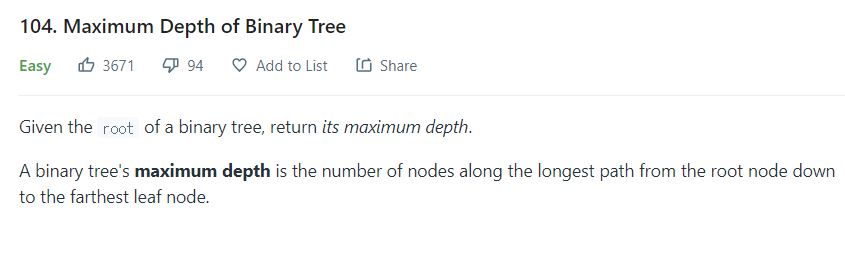 104. Maximum Depth of Binary Tree
Easy 3671 94 Add to List Share
Given the root of a binary tree, return its maximum depth.
A binary tree's maximum depth is the number of nodes along the longest path from the root node down
to the farthest leaf node.